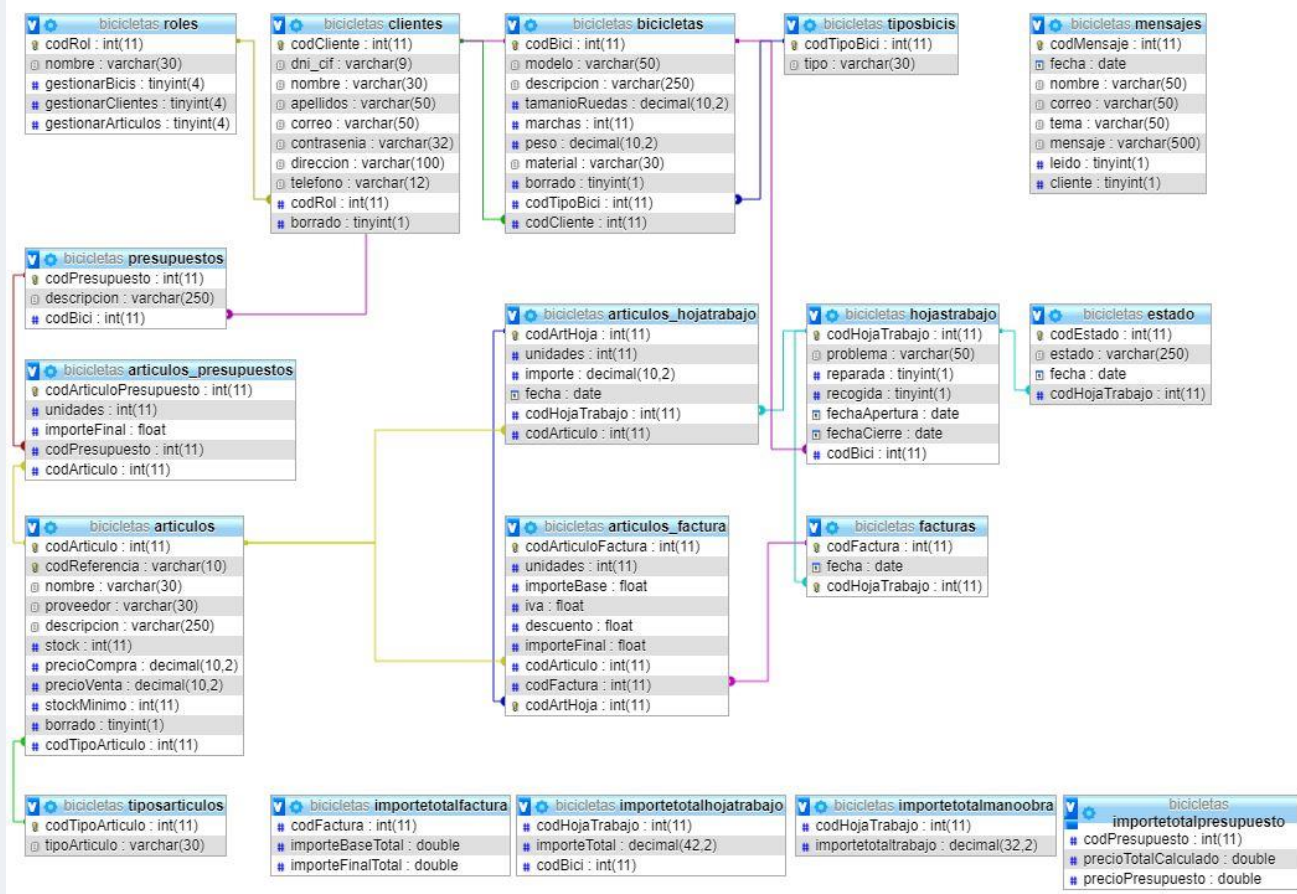 bicicletas roles
codRol : int(11)
nombre : varchar(30)
gestionarBicis : tinyint(4)
gestionarClientes : tinyint(4)
gestionarArticulos : tinyint(4)
bicicletas clientes
codCliente : int(11)
dni_cif : varchar(9)
nombre : varchar(30)
apellidos : varchar(50)
correo : varchar(50)
contrasenia : varchar(32)
direccion : varchar(100)
telefono : varchar(12)
codRol : int(11)
borrado : tinyint(1)
bicicletas bicicletas
codBici : int(11)
modelo : varchar(50)
descripcion : varchar(250)
tamanioRuedas : decimal(10,2)
marchas : int(11)
peso : decimal(10,2)
material : varchar(30)
borrado : tinyint(1)
codTipoBici : int(11)
codCliente : int(11)
bicicletas tiposbicis
codTipoBici : int(11)
tipo : varchar(30)
bicicletas mensajes
codMensaje : int(11)
fecha : date
nombre : varchar(50)
correo : varchar(50)
tema : varchar(50)
mensaje : varchar(500)
leido : tinyint(1)
cliente : tinyint(1)
bicicletas presupuestos
codPresupuesto : int(11)
descripcion : varchar(250)
codBici : int(11)
bicicletas articulos_presupuestos
codArticuloPresupuesto : int(11)
unidades : int(11)
importeFinal : float
codPresupuesto : int(11)
codArticulo : int(11)
bicicletas articulos_hojatrabajo
codArtHoja : int(11)
unidades : int(11)
importe : decimal(10,2)
fecha : date
codHojaTrabajo : int(11)
codArticulo : int(11)
bicicletas hojastrabajo
codHojaTrabajo : int(11)
problema : varchar(50)
reparada : tinyint(1)
recogida : tinyint(1)
fechaApertura : date
fechaCierre : date
codBici : int(11)
bicicletas estado
codEstado : int(11)
estado : varchar(250)
fecha : date
codHojaTrabajo : int(11)
bicicletas articulos
codArticulo : int(11)
codReferencia : varchar(10)
nombre : varchar(30)
proveedor : varchar(30)
descripcion : varchar(250)
stock : int(11)
precioCompra : decimal(10,2)
precioVenta : decimal(10,2)
stockMinimo : int(11)
borrado : tinyint(1)
codTipoArticulo : int(11)
bicicletas articulos_factura
codArticuloFactura : int(11)
unidades : int(11)
importeBase : float
iva : float
descuento : float
importeFinal : float
codArticulo : int(11)
codFactura : int(11)
codArtHoja : int(11)
bicicletas facturas
codFactura : int(11)
fecha : date
codHojaTrabajo : int(11)
bicicletas tiposarticulos
codTipoArticulo : int(11)
tipoArticulo : varchar(30)
bicicletas importetotalfactura
codFactura : int(11)
importeBaseTotal : double
importeFinalTotal : double
bicicletas importetotalhojatrabajo
codHojaTrabajo : int(11)
importeTotal : decimal(42,2)
codBici : int(11)
bicicletas importetotalmanoobra
codHojaTrabajo : int(11)
importetotaltrabajo : decimal(32,2)
bicicletas
importetotalpresupuesto
codPresupuesto : int(11)
precioTotalCalculado : double
precioPresupuesto : double